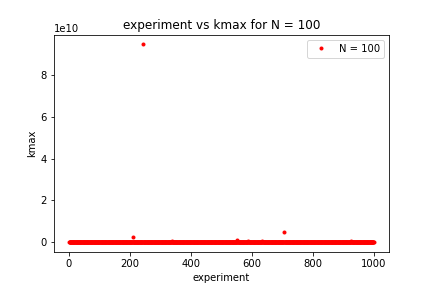 experiment vs kmax for N = 100
1e10
N = 100
8
6
4
2
0
kmax
0 200 400 600 800 1000
experiment